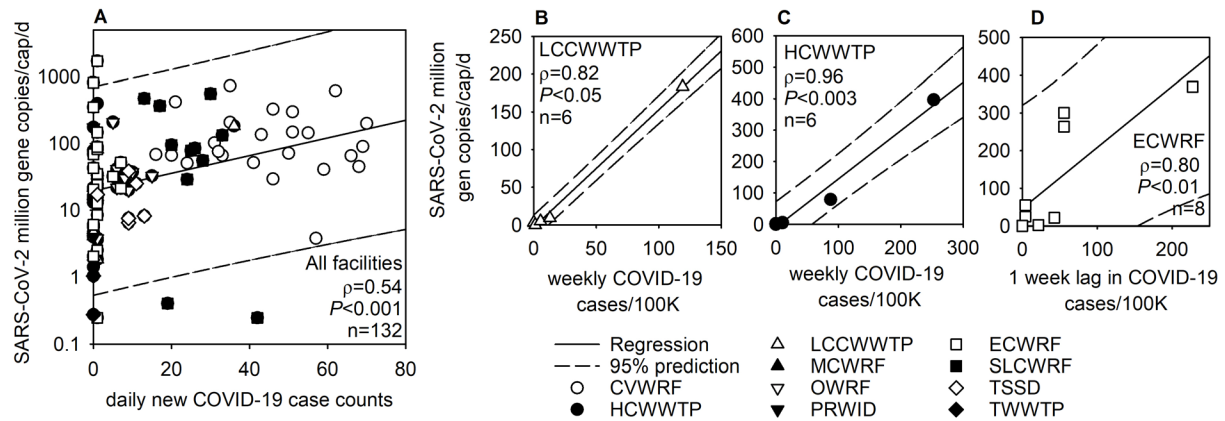 A
SARS-CoV-2 million gene copies/cap/d
1000
100
10
1
0.1
0 20 40 60 80
daily new COVID-19 case counts
All facilities
ρ=0.54
P<0.001
n=132
B
SARS-CoV-2 million
gen copies/cap/d
LCCWWTP
ρ=0.82
P<0.05
n=6
250
200
150
100
50
0
0 50 100 150
weekly COVID-19
cases/100K
C
HCWWTP
ρ=0.96
P<0.003
n=6
600
500
400
300
200
100
0
0 100 200 300
weekly COVID-19
cases/100K
D
500
400
300
200
100
0
ECWRF
ρ=0.80
P<0.01
n=8
0 100 200
1 week lag in COVID-19
cases/100K
Regression
95% prediction
CVWRF
HCWWTP
LCCWWTP
MCWRF
OWRF
PRWID
ECWRF
SLCWRF
TSSD
TWWTP